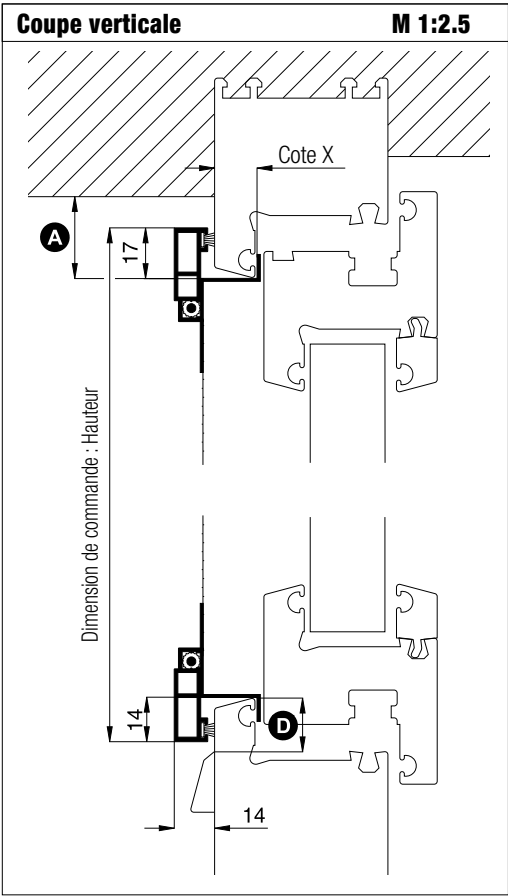 Coupe verticale M 1:2.5
Cote X
A
17
Dimension de commande : Hauteur
14
D
14